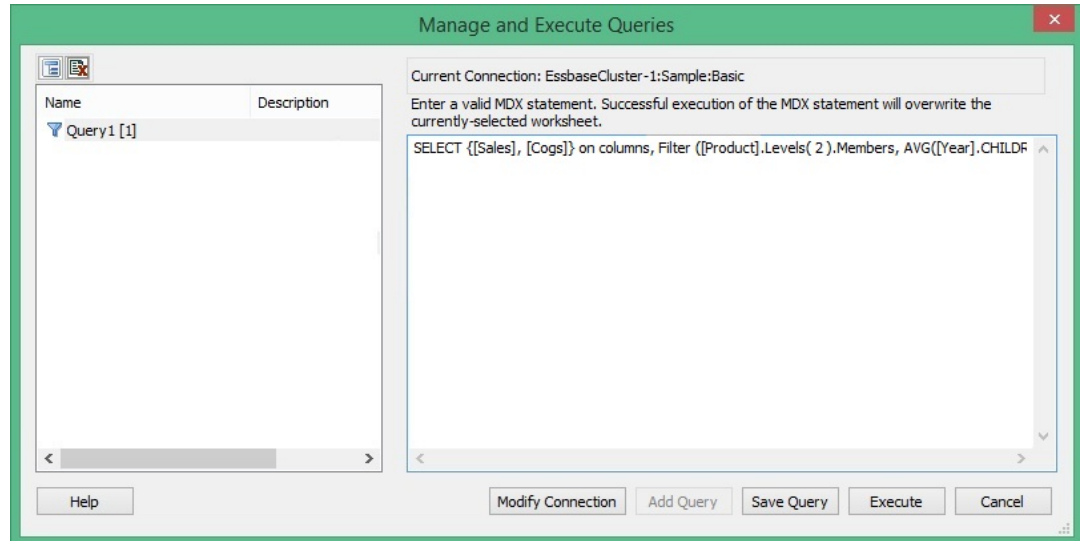 Manage and Execute Queries
Name Description
Query1 [1]
Current Connection: EssbaseCluster-1:Sample:Basic
Enter a valid MDX statement. Successful execution of the MDX statement will overwrite the
currently-selected worksheet.
SELECT {[Sales], [Cogs]} on columns, Filter ([Product].Levels( 2 ).Members, AVG([Year].CHILDR
Help Modify Connection Add Query Save Query Execute Cancel